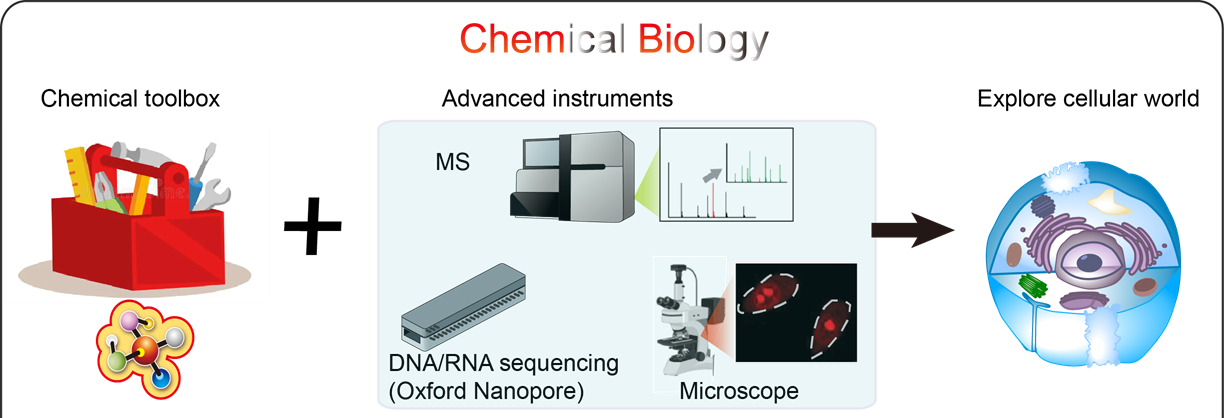 Chemical Biology
Chemical toolbox
Advanced instruments
Explore cellular world
MS
DNA/RNA sequencing
(Oxford Nanopore)
Microscope